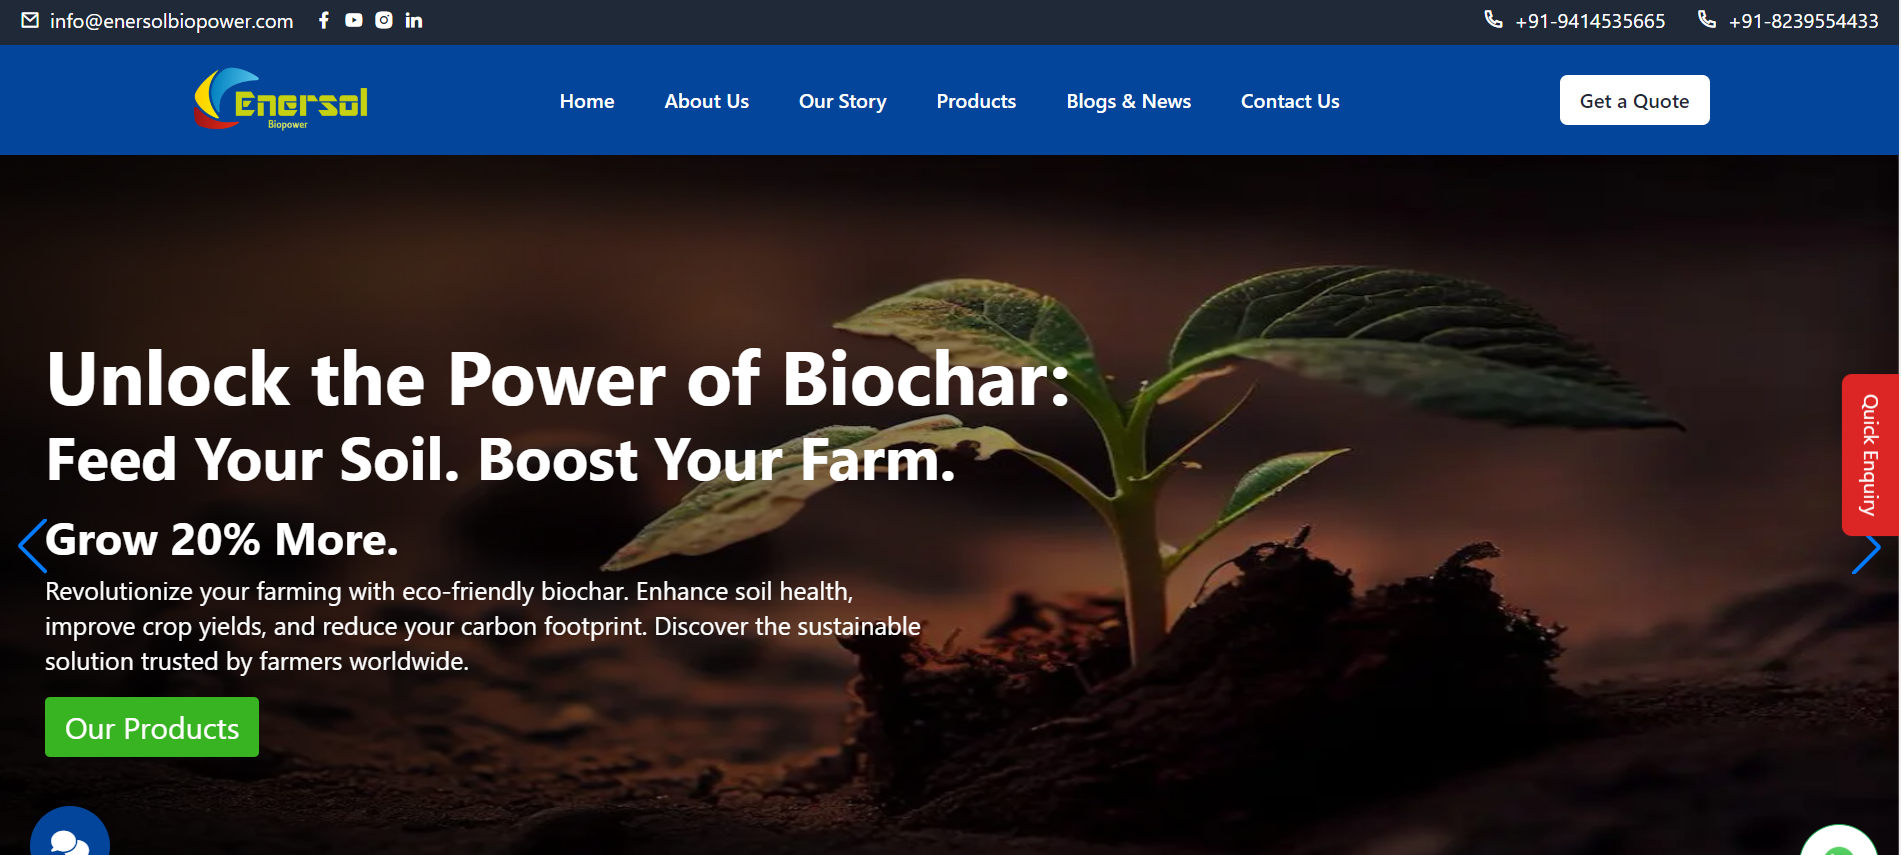 info@enersolbiopower.com
+91-9414535665
+91-8239554433
Enersol
Biopower
Home
About Us
Our Story
Products
Blogs & News
Contact Us
Get a Quote
Unlock the Power of Biochar:
Feed Your Soil. Boost Your Farm.
Grow 20% More.
Revolutionize your farming with eco-friendly biochar. Enhance soil health,
improve crop yields, and reduce your carbon footprint. Discover the sustainable
solution trusted by farmers worldwide.
Our Products
Quick Enquiry